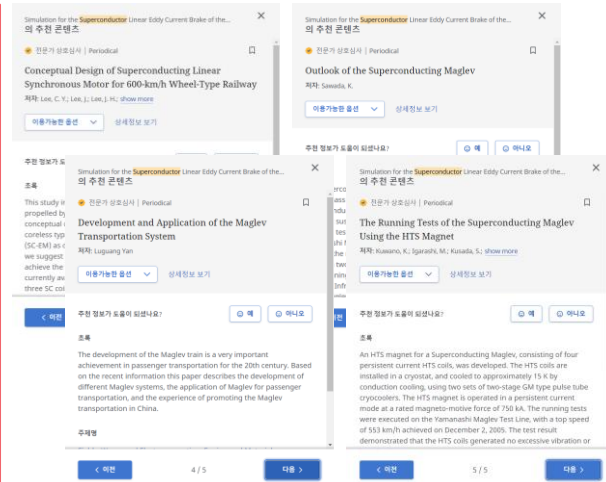 Simulation for the Superconductor Linear Eddy Current Brake of the...
의 추천 콘텐츠
전문가 상호심사 | Periodical
Conceptual Design of Superconducting Linear
Synchronous Motor for 600-km/h Wheel-Type Railway
저자: Lee, C. Y.; Lee, J.; Lee, J. H.; show more
이용가능한 옵션
상세정보 보기
추천 정보가 도
초록
This study i
propelled by
conceptual
coreless typ
(SC-EM) as c
we suggest
achieve the
currently av
three SC coi
< 이전
Simulation for the Superconductor Linear Eddy Current Brake of the...
의 추천 콘텐츠
전문가 상호심사 | Periodical
Outlook of the Superconducting Maglev
저자: Sawada, K.
이용가능한 옵션
상세정보 보기
추천 정보가 도움이 되셨나요?
예
아니오
Simulation for the Superconductor Linear Eddy Current Brake of the...
의 추천 콘텐츠
전문가 상호심사 | Periodical
Development and Application of the Maglev
Transportation System
저자: Luguang Yan
이용가능한 옵션
상세정보 보기
추천 정보가 도움이 되셨나요?
예
아니오
초록
The development of the Maglev train is a very important
achievement in passenger transportation for the 20th century. Based
on the recent information this paper describes the development of
different Maglev systems, the application of Maglev for passenger
transportation, and the experience of promoting the Maglev
transportation in China.
주제명
< 이전
4 / 5
다음 >
Simulation for the Superconductor Linear Eddy Current Brake of the...
의 추천 콘텐츠
전문가 상호심사 | Periodical
The Running Tests of the Superconducting Maglev
Using the HTS Magnet
저자: Kuwano, K.; Igarashi, M.; Kusada, S.; show more
이용가능한 옵션
상세정보 보기
추천 정보가 도움이 되셨나요?
예
아니오
초록
An HTS magnet for a Superconducting Maglev, consisting of four
persistent current HTS coils, was developed. The HTS coils are
installed in a cryostat, and cooled to approximately 15 K by
conduction cooling, using two sets of two-stage GM type pulse tube
cryocoolers. The HTS magnet is operated in a persistent current
mode at a rated magneto-motive force of 750 kA. The running tests
were executed on the Yamanashi Maglev Test Line, with a top speed
of 553 km/h achieved on December 2, 2005. The test result
demonstrated that the HTS coils generated no excessive vibration or
< 이전
5 / 5
다음 >